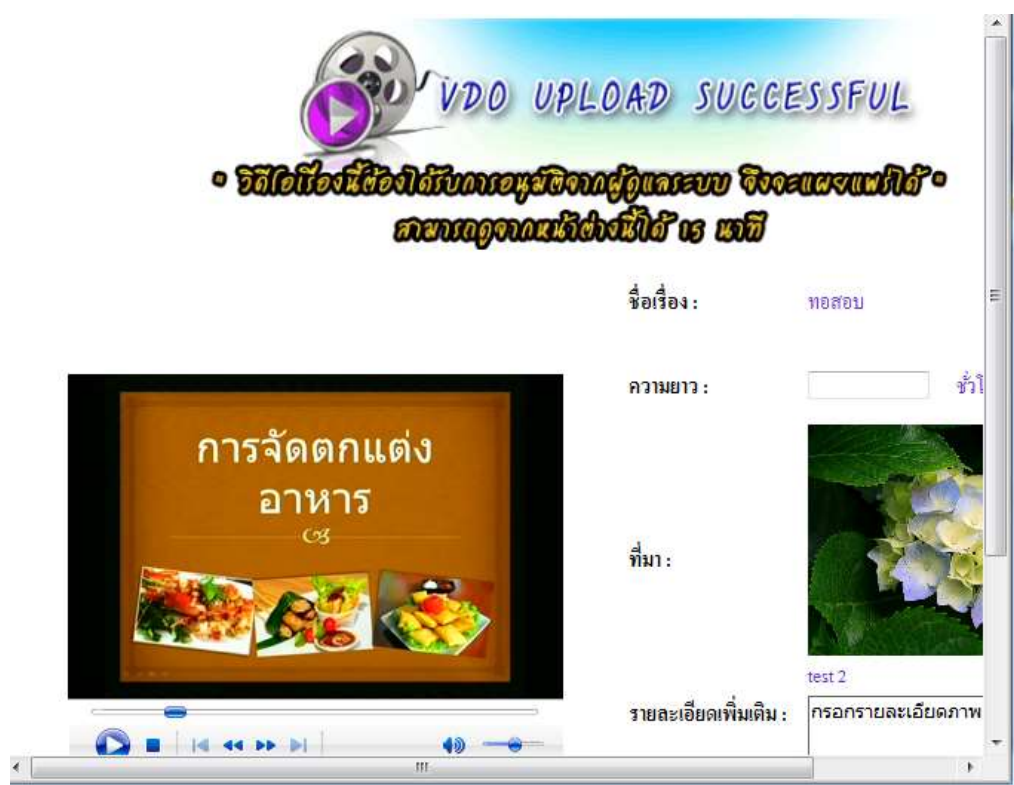 VDO UPLOAD SUCCESSFUL
" วิดีโอเรื่องนี้ต้องได้รับการอนุมัติจากผู้ดูแลระบบ จึงจะแผยแพร่ได้ "
สามารถดูจากหน้าต่างนี้ได้ 15 นาที
ชื่อเรื่อง : ทอสอบ
ความยาว : ชั่วโ
การจัดตกแต่ง
อาหาร
ที่มา :
test 2
รายละเอียดเพิ่มเติม : กรอกรายละเอียดภาพ